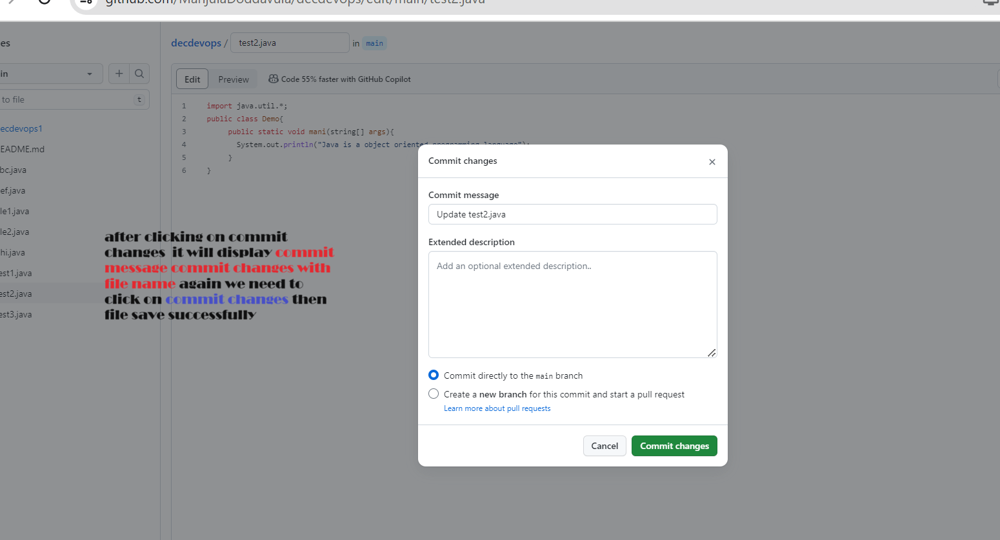 github.com/ManjulaDoddavula/decdevops/edit/main/test2.java
es
decdevops / test2.java in main
in
Edit Preview Code 55% faster with GitHub Copilot
to file t
1 import java.util.*;
2 public class Demo{
3 public static void mani(string[] args){
4 System.out.println("Java is a object oriented programming language");
5 }
6 }
ecdevops1
EADME.md
bc.java
ef.java
le1.java
le2.java
hi.java
est1.java
est2.java
est3.java
after clicking on commit
changes it will display commit
message commit changes with
file name again we need to
click on commit changes then
file save successfully
Commit changes
Commit message
Update test2.java
Extended description
Add an optional extended description..
Commit directly to the main branch
Create a new branch for this commit and start a pull request
Learn more about pull requests
Cancel Commit changes